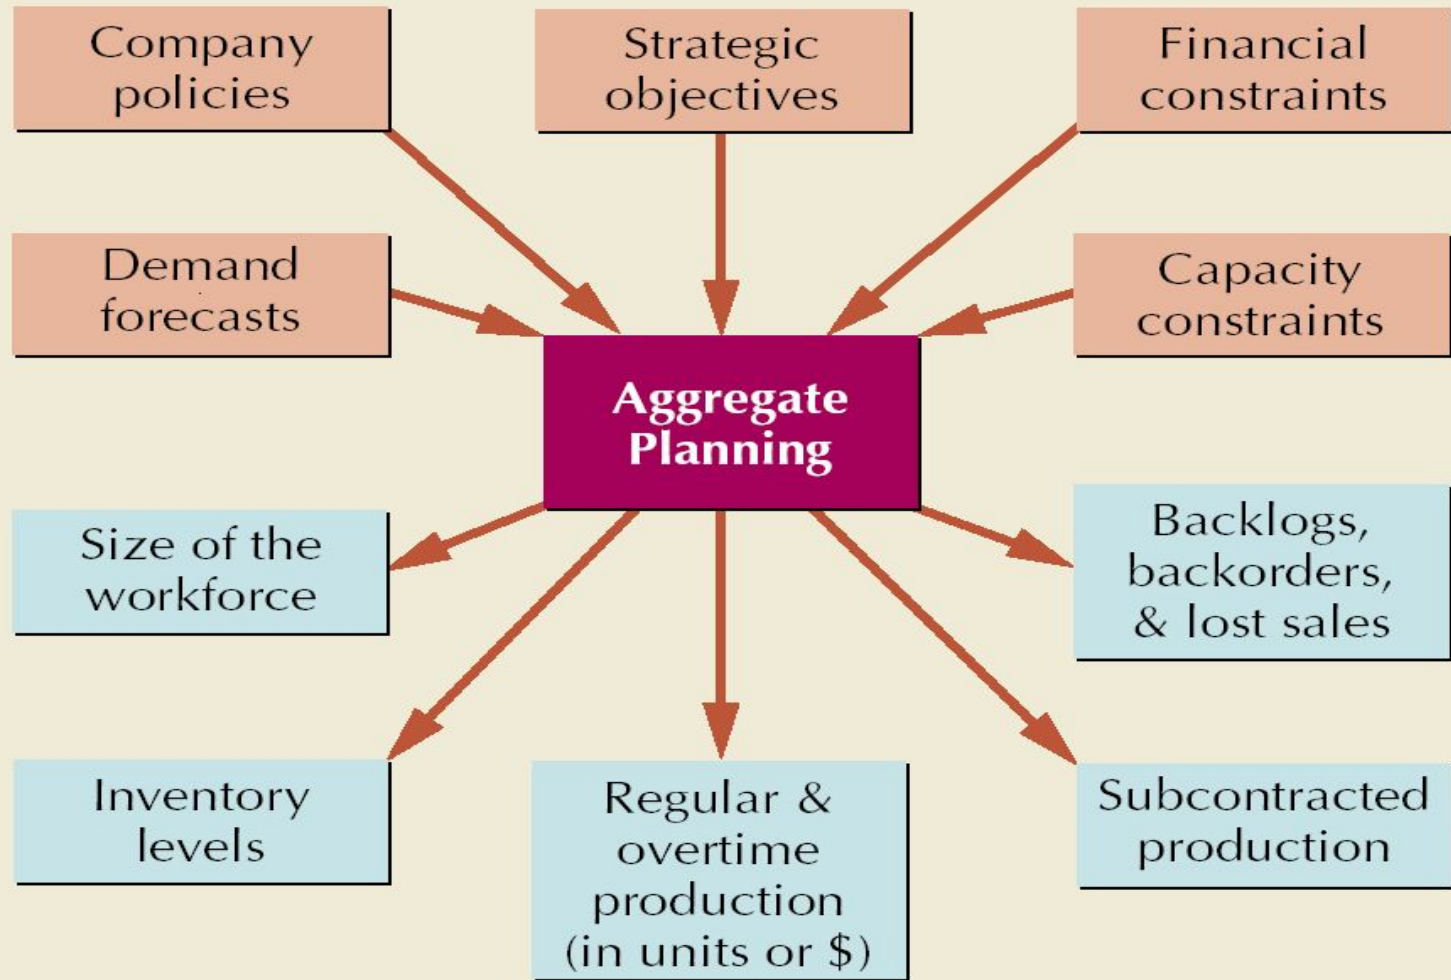 Company
policies
Strategic
objectives
Financial
constraints
Demand
forecasts
Capacity
constraints
Aggregate
Planning
Size of the
workforce
Backlogs,
backorders,
& lost sales
Inventory
levels
Regular &
overtime
production
(in units or $)
Subcontracted
production